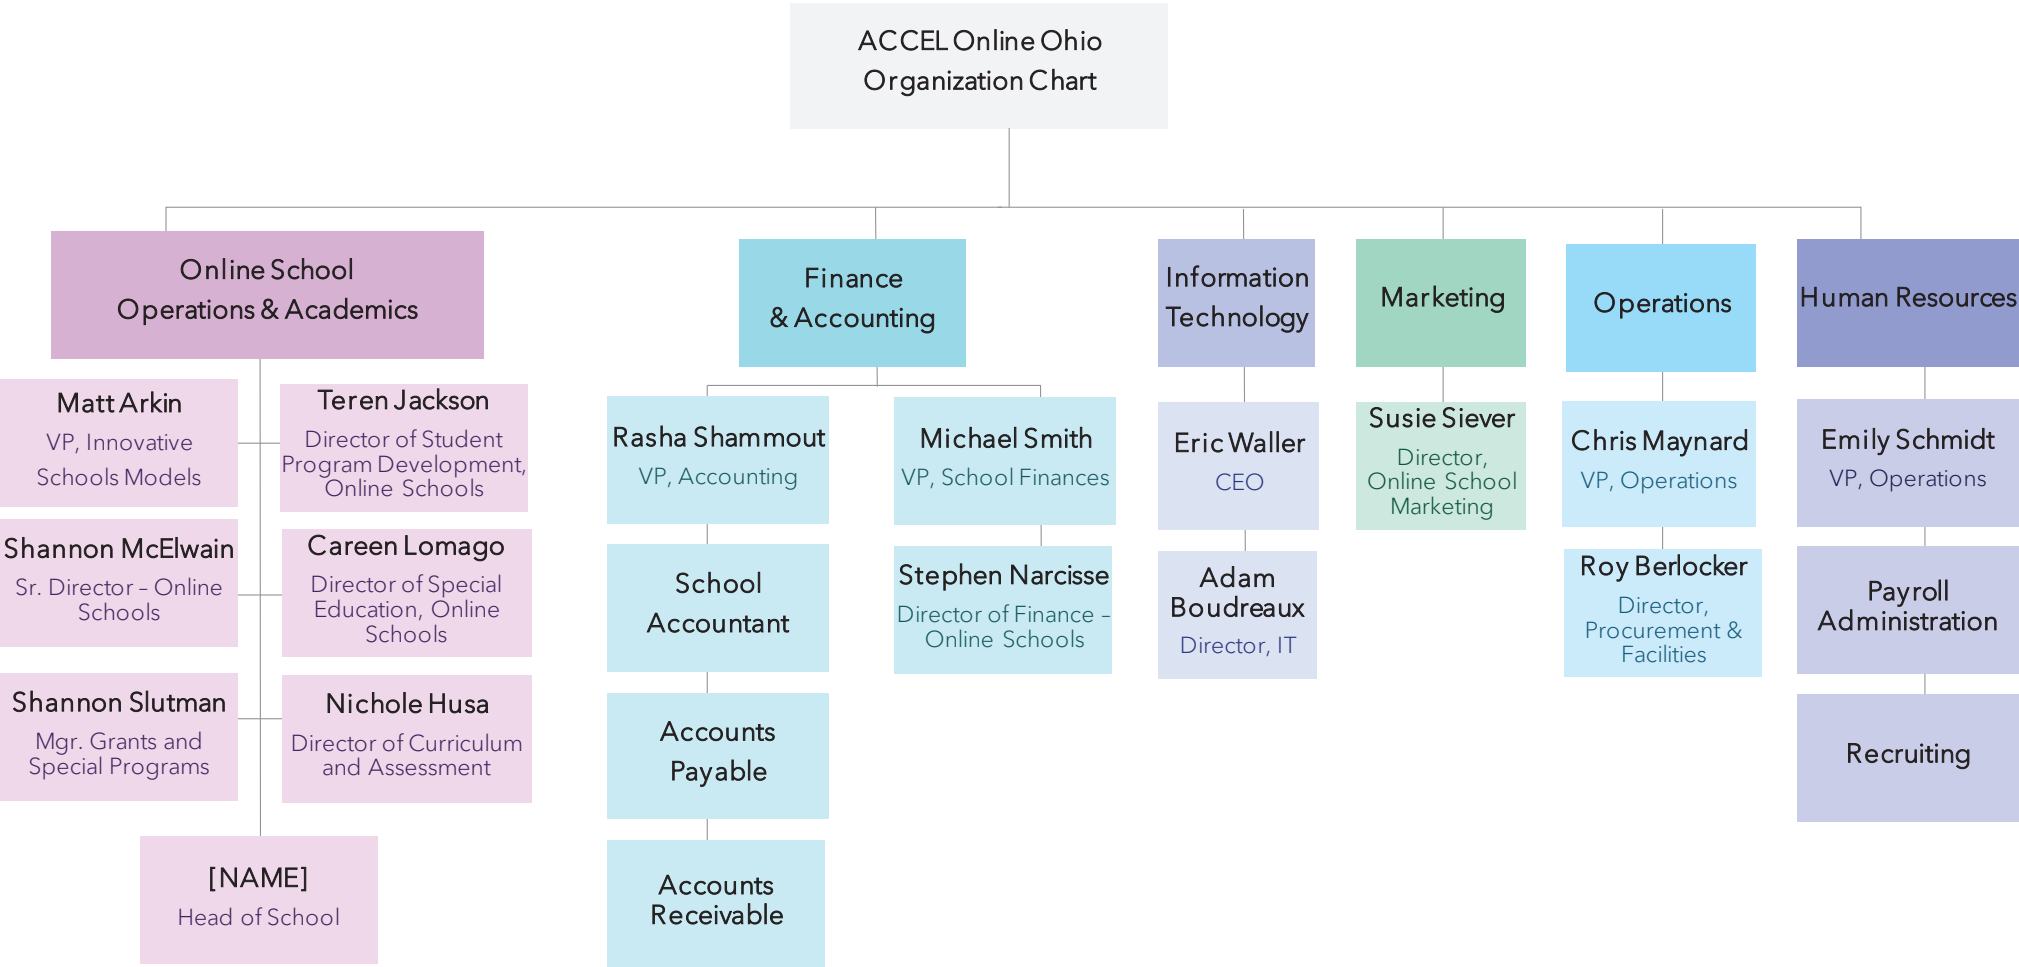 ACCEL Online Ohio
Organization Chart
Online School
Operations & Academics
Matt Arkin
VP, Innovative
Schools Models
Teren Jackson
Director of Student
Program Development,
Online Schools
Shannon McElwain
Sr. Director – Online
Schools
Careen Lomago
Director of Special
Education, Online
Schools
Shannon Slutman
Mgr. Grants and
Special Programs
Nichole Husa
Director of Curriculum
and Assessment
[NAME]
Head of School
Finance
& Accounting
Rasha Shammout
VP, Accounting
School
Accountant
Accounts
Payable
Accounts
Receivable
Michael Smith
VP, School Finances
Stephen Narcisse
Director of Finance –
Online Schools
Information
Technology
Eric Waller
CEO
Adam
Boudreaux
Director, IT
Marketing
Susie Siever
Director,
Online School
Marketing
Operations
Chris Maynard
VP, Operations
Roy Berlocker
Director,
Procurement &
Facilities
Human Resources
Emily Schmidt
VP, Operations
Payroll
Administration
Recruiting